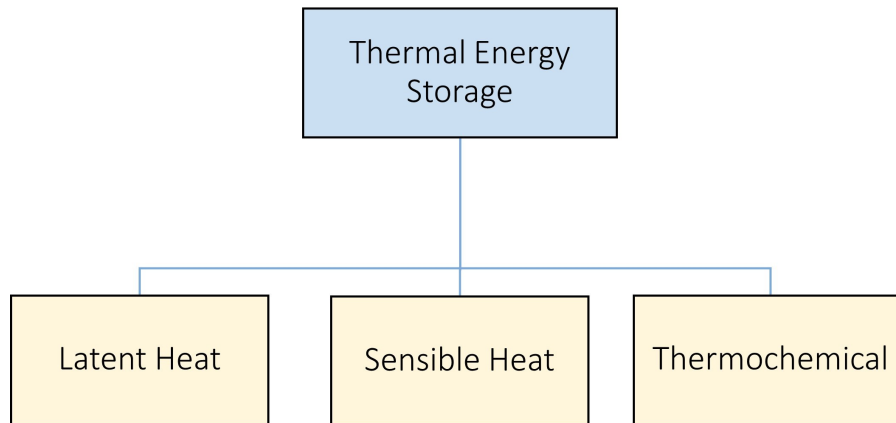 Thermal Energy
Storage
Latent Heat
Sensible Heat
Thermochemical